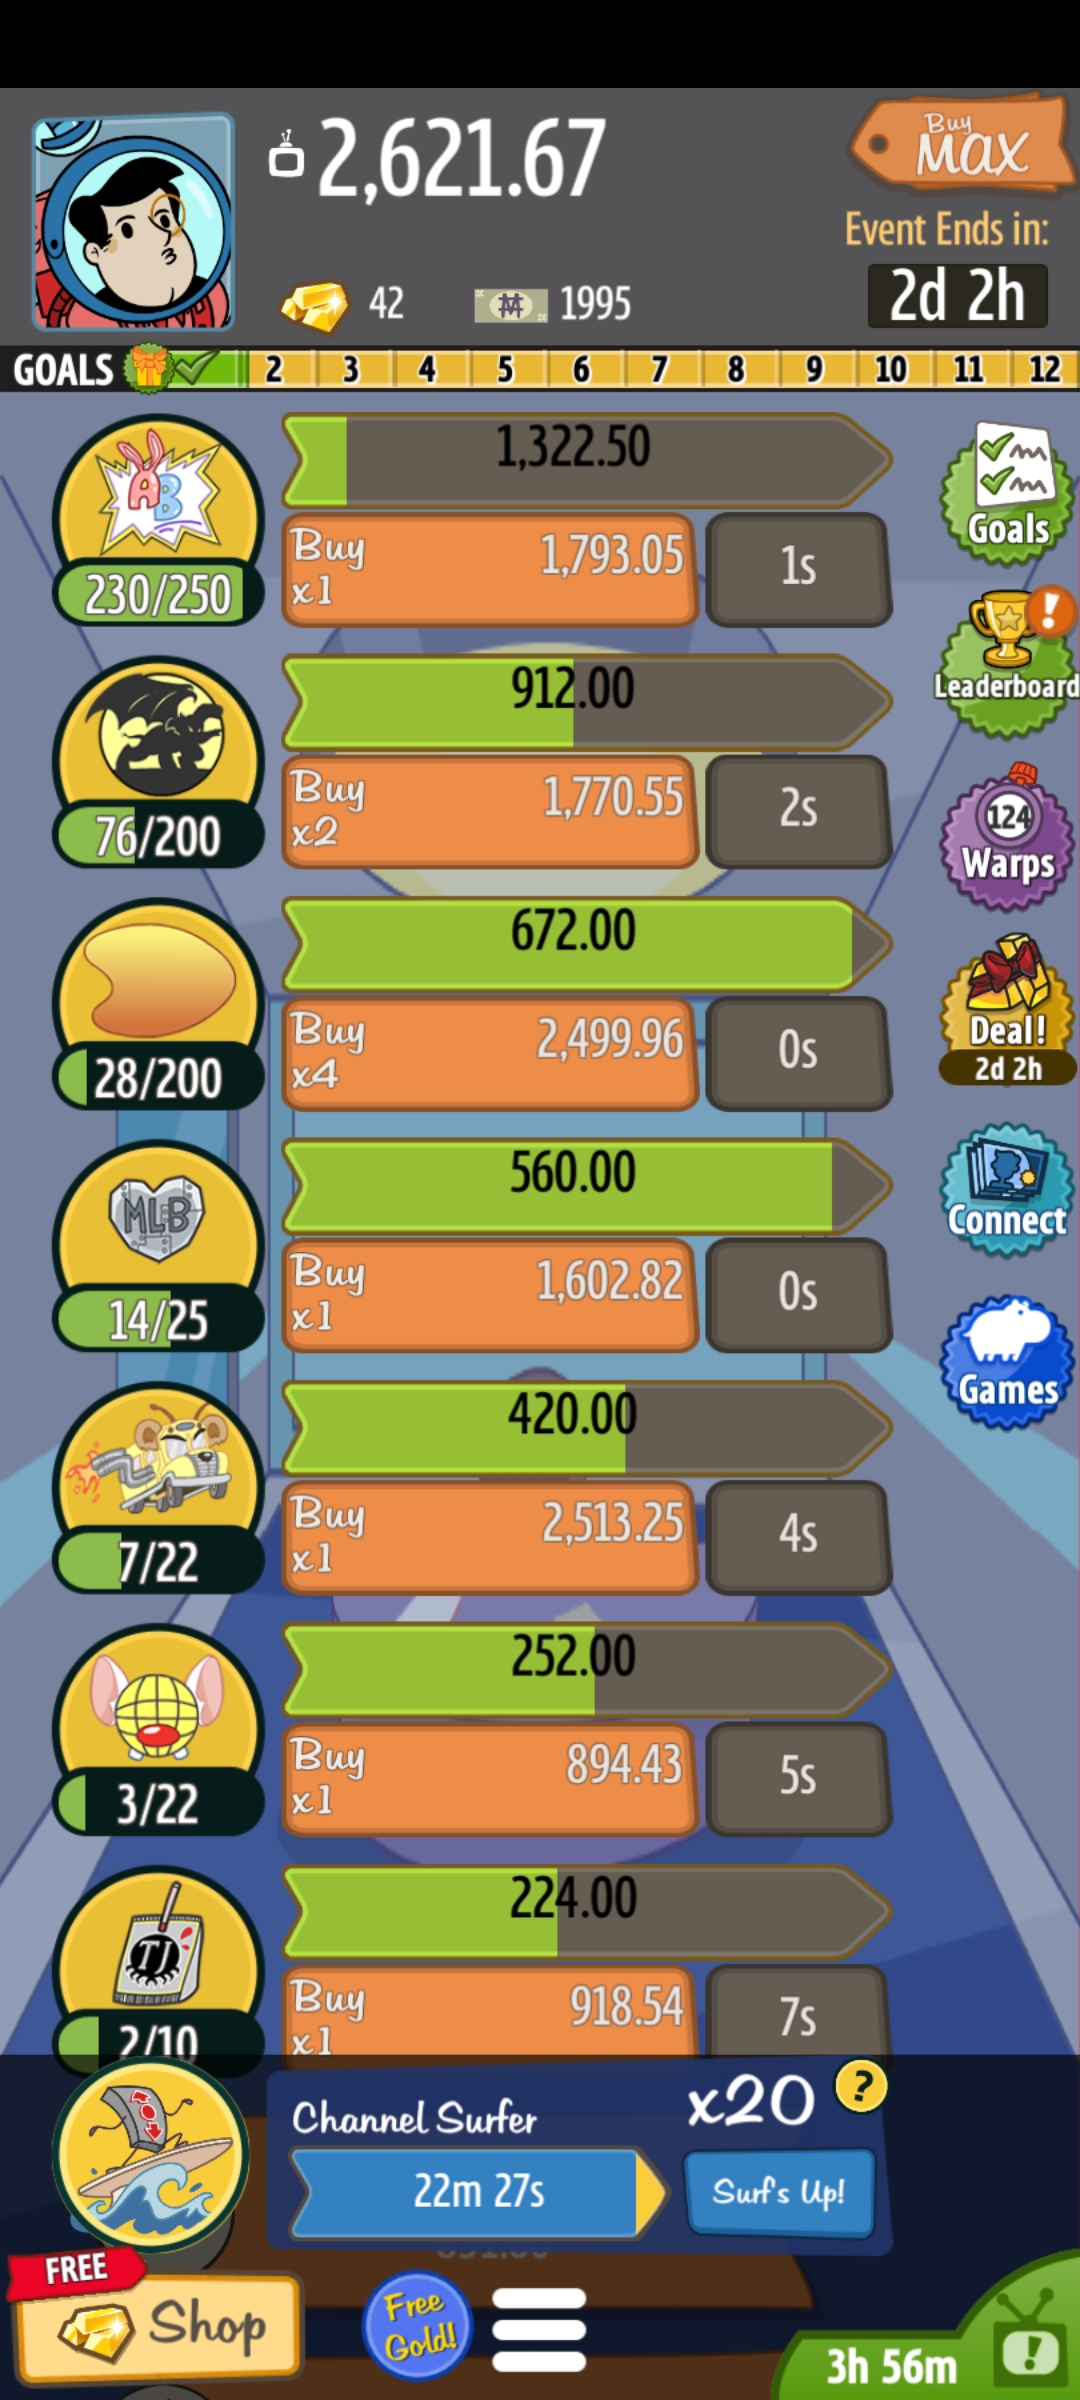 2,621.67
Buy
MAX
Event Ends in:
2d 2h
42
1995
GOALS 2 3 4 5 6 7 8 9 10 11 12
AB
1,322.50
230/250
Buy
x1
1,793.05
1s
Goals
912.00
76/200
Buy
x2
1,770.55
2s
Leaderboard
672.00
28/200
Buy
x4
2,499.96
0s
124
Warps
MLB
560.00
14/25
Buy
x1
1,602.82
0s
Deal!
2d 2h
420.00
7/22
Buy
x1
2,513.25
4s
Connect
252.00
3/22
Buy
x1
894.43
5s
Games
TJ
224.00
2/10
Buy
x1
918.54
7s
Channel Surfer
x20
?
22m 27s
Surf's Up!
FREE
Shop
Free
Gold!
3h 56m